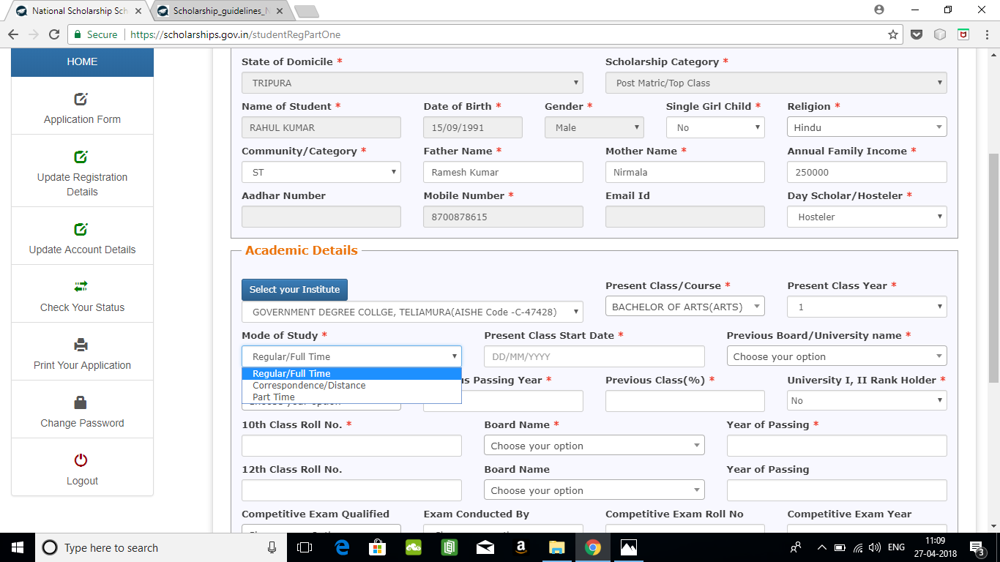 National Scholarship Sch
Scholarship_guidelines_
Secure
https://scholarships.gov.in/studentRegPartOne
HOME
Application Form
Update Registration
Details
Update Account Details
Check Your Status
Print Your Application
Change Password
Logout
State of Domicile * Scholarship Category *
TRIPURA Post Matric/Top Class
Name of Student * Date of Birth * Gender * Single Girl Child * Religion *
RAHUL KUMAR 15/09/1991 Male No Hindu
Community/Category * Father Name * Mother Name * Annual Family Income *
ST Ramesh Kumar Nirmala 250000
Aadhar Number Mobile Number * Email Id Day Scholar/Hosteler *
8700878615 Hosteler
Academic Details
Select your Institute Present Class/Course * Present Class Year *
GOVERNMENT DEGREE COLLGE, TELIAMURA(AISHE Code -C-47428) BACHELOR OF ARTS(ARTS) 1
Mode of Study * Present Class Start Date * Previous Board/University name *
Regular/Full Time DD/MM/YYYY Choose your option
Regular/Full Time
Correspondence/Distance
Part Time
Passing Year * Previous Class(%) * University I, II Rank Holder *
No
10th Class Roll No. * Board Name * Year of Passing *
Choose your option
12th Class Roll No. Board Name Year of Passing
Choose your option
Competitive Exam Qualified Exam Conducted By Competitive Exam Roll No Competitive Exam Year
Type here to search
ENG
11:09
27-04-2018
3